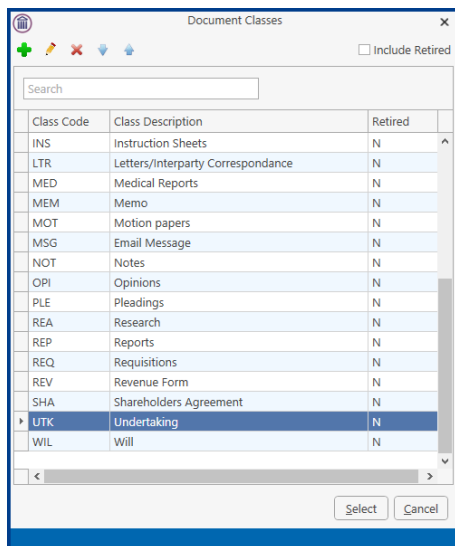 Document Classes
Include Retired
Search
Class Code Class Description Retired
INS Instruction Sheets N
LTR Letters/Interparty Correspondance N
MED Medical Reports N
MEM Memo N
MOT Motion papers N
MSG Email Message N
NOT Notes N
OPI Opinions N
PLE Pleadings N
REA Research N
REP Reports N
REQ Requisitions N
REV Revenue Form N
SHA Shareholders Agreement N
UTK Undertaking N
WIL Will N
Select Cancel